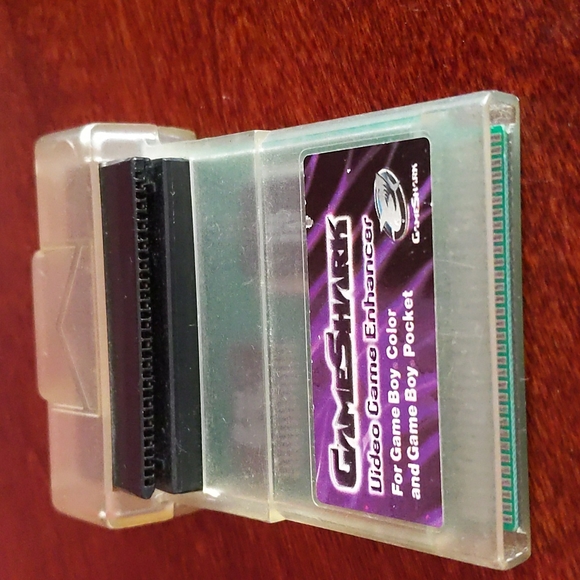 GAMESHARK
Video Game Enhancer
For Game Boy Color
and Game Boy Pocket
GAMESHARK